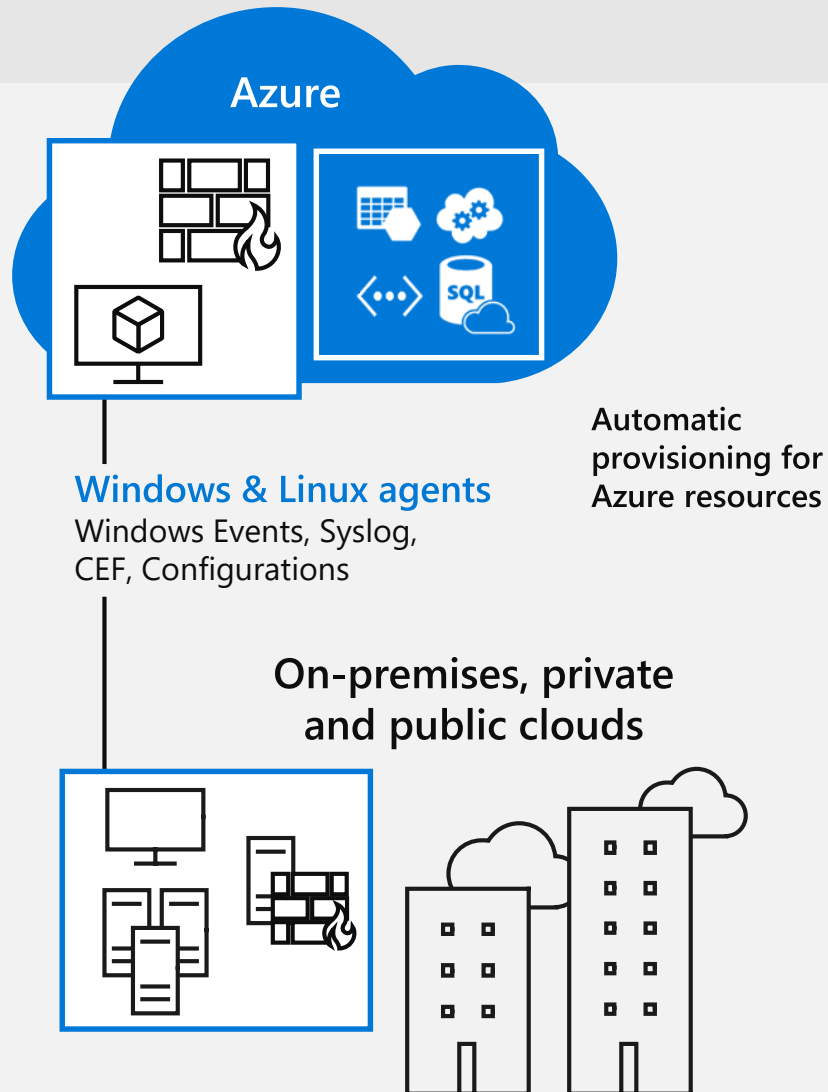 Azure
SQL
Automatic
provisioning for
Azure resources
Windows & Linux agents
Windows Events, Syslog,
CEF, Configurations
On-premises, private
and public clouds